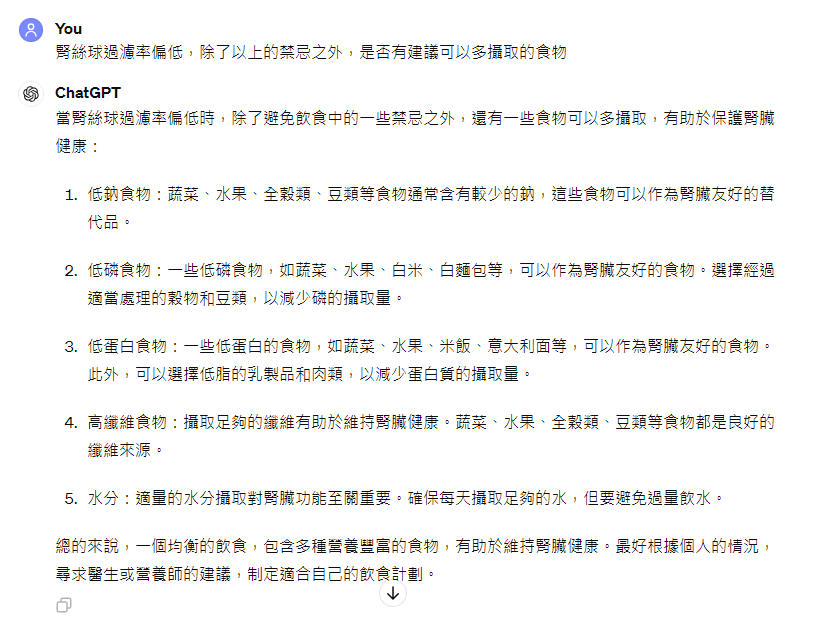 You
腎絲球過濾率偏低，除了以上的禁忌之外，是否有建議可以多攝取的食物
ChatGPT
當腎絲球過濾率偏低時，除了避免飲食中的一些禁忌之外，還有一些食物可以多攝取，有助於保護腎臟
健康：
1. 低鈉食物：蔬菜、水果、全穀類、豆類等食物通常含有較少的鈉，這些食物可以作為腎臟友好的替
代品。
2. 低磷食物：一些低磷食物，如蔬菜、水果、白米、白麵包等，可以作為腎臟友好的食物。選擇經過
適當處理的穀物和豆類，以減少磷的攝取量。
3. 低蛋白食物：一些低蛋白的食物，如蔬菜、水果、米飯、意大利面等，可以作為腎臟友好的食物。
此外，可以選擇低脂的乳製品和肉類，以減少蛋白質的攝取量。
4. 高纖維食物：攝取足夠的纖維有助於維持腎臟健康。蔬菜、水果、全穀類、豆類等食物都是良好的
纖維來源。
5. 水分：適量的水分攝取對腎臟功能至關重要。確保每天攝取足夠的水，但要避免過量飲水。
總的來說，一個均衡的飲食，包含多種營養豐富的食物，有助於維持腎臟健康。最好根據個人的情況，
尋求醫生或營養師的建議，制定適合自己的飲食計劃。